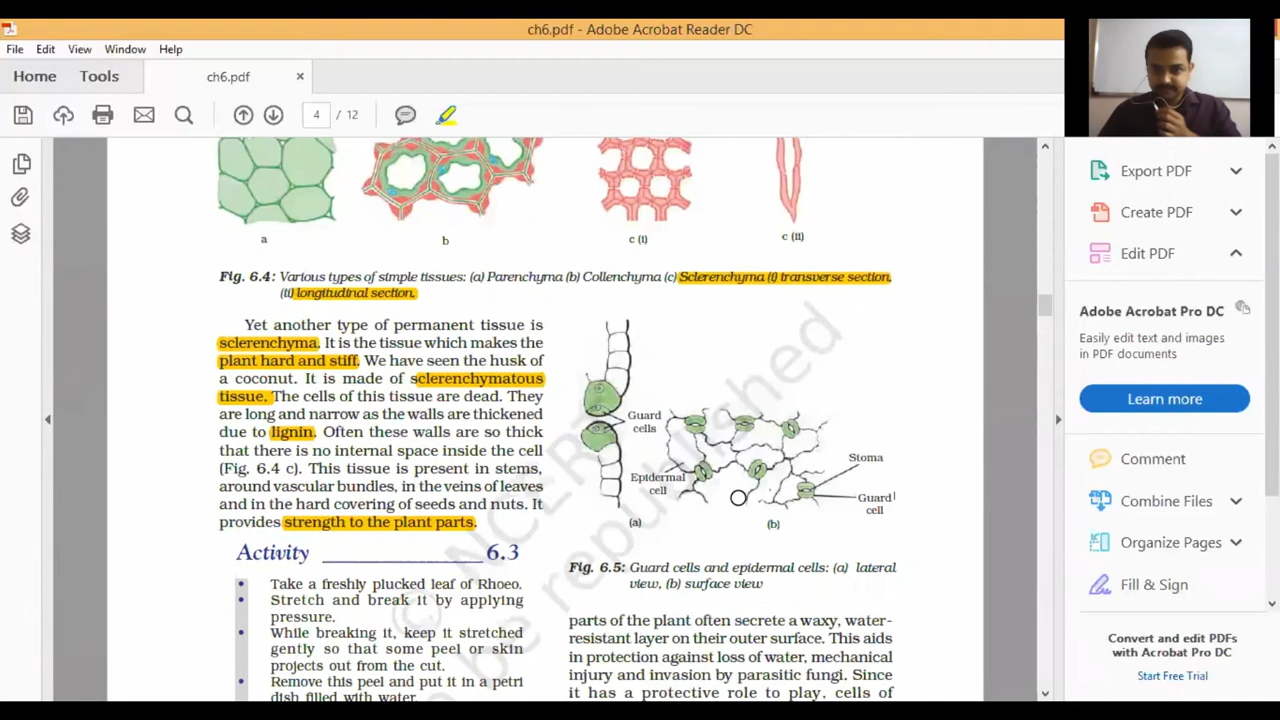 ch6.pdf - Adobe Acrobat Reader DC
File Edit View Window Help
Home Tools ch6.pdf ×
4 / 12
a
b
c (i)
c (ii)
Fig. 6.4: Various types of simple tissues: (a) Parenchyma (b) Collenchyma (c) Sclerenchyma (i) transverse section,
(ii) longitudinal section.
Yet another type of permanent tissue is
sclerenchyma. It is the tissue which makes the
plant hard and stiff. We have seen the husk of
a coconut. It is made of sclerenchymatous
tissue. The cells of this tissue are dead. They
are long and narrow as the walls are thickened
due to lignin. Often these walls are so thick
that there is no internal space inside the cell
(Fig. 6.4 c). This tissue is present in stems,
around vascular bundles, in the veins of leaves
and in the hard covering of seeds and nuts. It
provides strength to the plant parts.
Activity 6.3
• Take a freshly plucked leaf of Rhoeo.
• Stretch and break it by applying
pressure.
• While breaking it, keep it stretched
gently so that some peel or skin
projects out from the cut.
• Remove this peel and put it in a petri
dish filled with water.
Guard
cells
Epidermal
cell
Stoma
Guard
cell
(a)
(b)
Fig. 6.5: Guard cells and epidermal cells: (a) lateral
view, (b) surface view
parts of the plant often secrete a waxy, water-
resistant layer on their outer surface. This aids
in protection against loss of water, mechanical
injury and invasion by parasitic fungi. Since
it has a protective role to play, cells of
Export PDF
Create PDF
Edit PDF
Adobe Acrobat Pro DC
Easily edit text and images
in PDF documents
Learn more
Comment
Combine Files
Organize Pages
Fill & Sign
Convert and edit PDFs
with Acrobat Pro DC
Start Free Trial
© NCERT
be republished